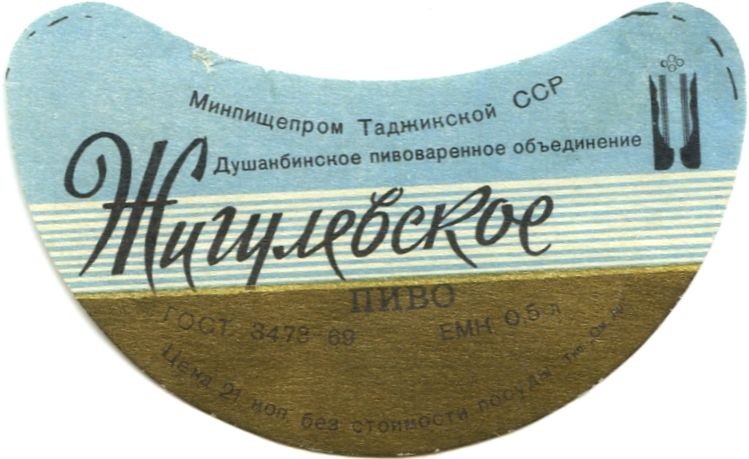 Минпищепром Таджикской ССР
Душанбинское пивоваренное объединение
Жигулевское
ПИВО
ГОСТ 3473 69 ЕМН 0,5 л
Цена 21 коп без стоимости посуды